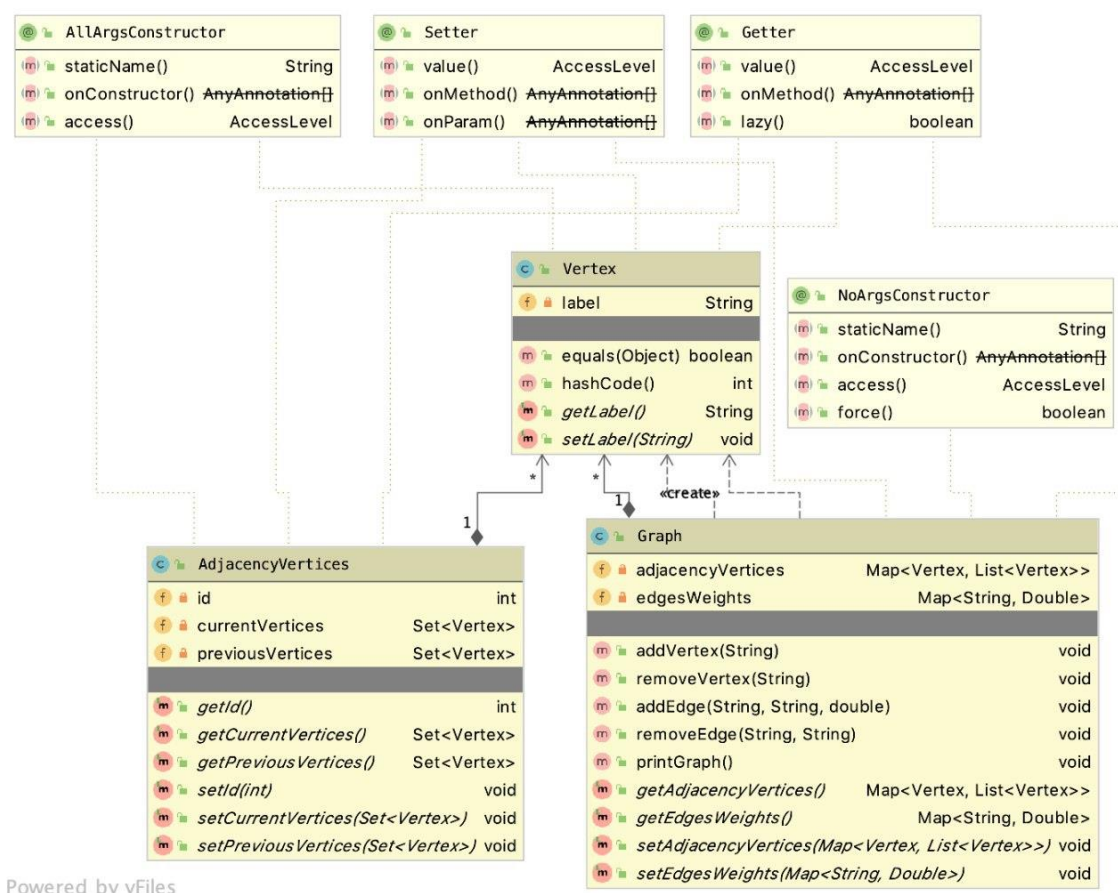 AllArgsConstructor
staticName() String
onConstructor() AnyAnnotation[]
access() AccessLevel
Setter
value() AccessLevel
onMethod() AnyAnnotation[]
onParam() AnyAnnotation[]
Getter
value() AccessLevel
onMethod() AnyAnnotation[]
lazy() boolean
Vertex
label String
equals(Object) boolean
hashCode() int
getLabel() String
setLabel(String) void
NoArgsConstructor
staticName() String
onConstructor() AnyAnnotation[]
access() AccessLevel
force() boolean
* *
«create»
1 1
AdjacencyVertices
id int
currentVertices Set<Vertex>
previousVertices Set<Vertex>
getId() int
getCurrentVertices() Set<Vertex>
getPreviousVertices() Set<Vertex>
setId(int) void
setCurrentVertices(Set<Vertex>) void
setPreviousVertices(Set<Vertex>) void
Graph
adjacencyVertices Map<Vertex, List<Vertex>>
edgesWeights Map<String, Double>
addVertex(String) void
removeVertex(String) void
addEdge(String, String, double) void
removeEdge(String, String) void
printGraph() void
getAdjacencyVertices() Map<Vertex, List<Vertex>>
getEdgesWeights() Map<String, Double>
setAdjacencyVertices(Map<Vertex, List<Vertex>>) void
setEdgesWeights(Map<String, Double>) void
Powered by yFiles